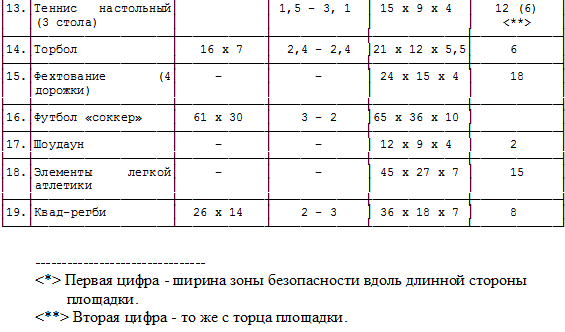 13. Теннис настольный 1,5 – 3, 1 15 x 9 x 4 12 (6)
(3 стола) <**>
14. Торбол 16 x 7 2,4 – 2,4 21 x 12 x 5,5 6
15. Фехтование (4 – – 24 x 15 x 4 18
дорожки)
16. Футбол «соккер» 61 x 30 3 – 2 65 x 36 x 10
17. Шоудаун – – 12 x 9 x 4 2
18. Элементы легкой – – 45 x 27 x 7 15
атлетики
19. Квад-регби 26 x 14 2 – 3 36 x 18 x 7 8
--------------------------------
<*> Первая цифра - ширина зоны безопасности вдоль длинной стороны
площадки.
<**> Вторая цифра - то же с торца площадки.